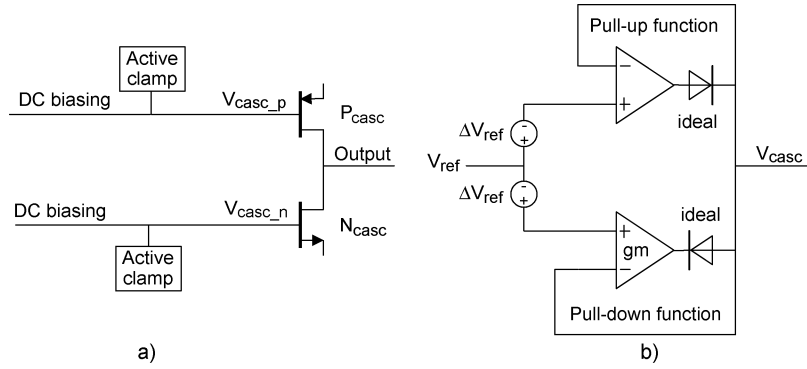 Active
clamp
DC biasing
Vcasc_p
Pcasc
Output
DC biasing
Vcasc_n
Ncasc
Active
clamp
a)
Pull-up function
−
+
ideal
ΔVref
-
+
Vref
Vcasc
ΔVref
-
+
ideal
+
gm
−
Pull-down function
b)